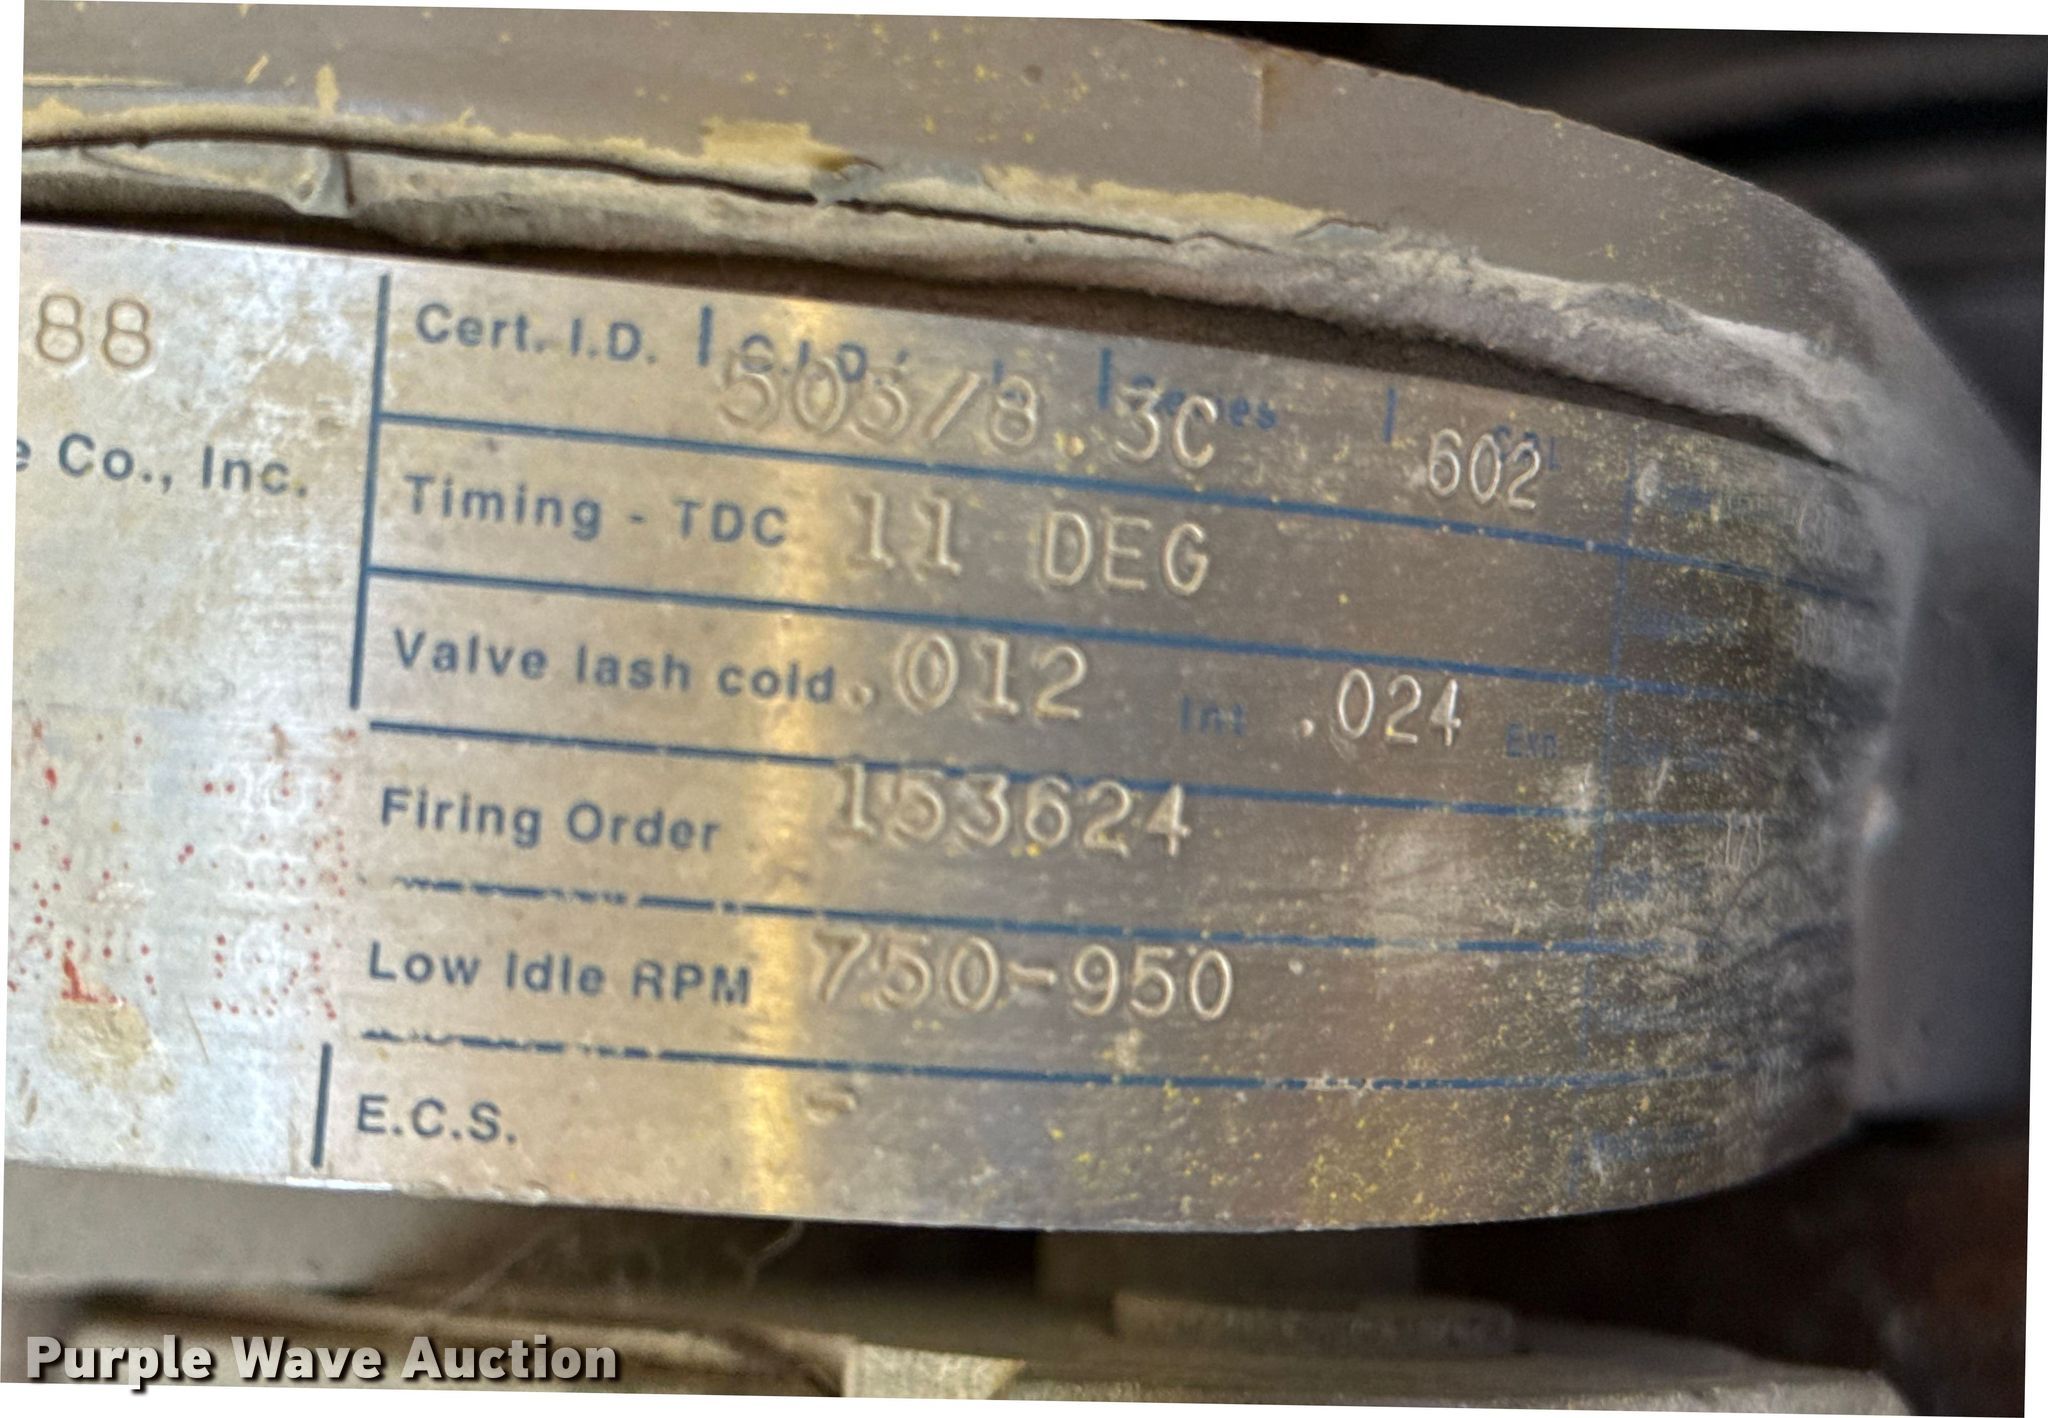 88
Cert. I.D. C.I.D.
503/8.3C 602
Co., Inc.
Timing - TDC 11 DEG
Valve lash cold .012 Int .024 Exh
Firing Order 153624
Low Idle RPM 750-950
E.C.S. -
Purple Wave Auction